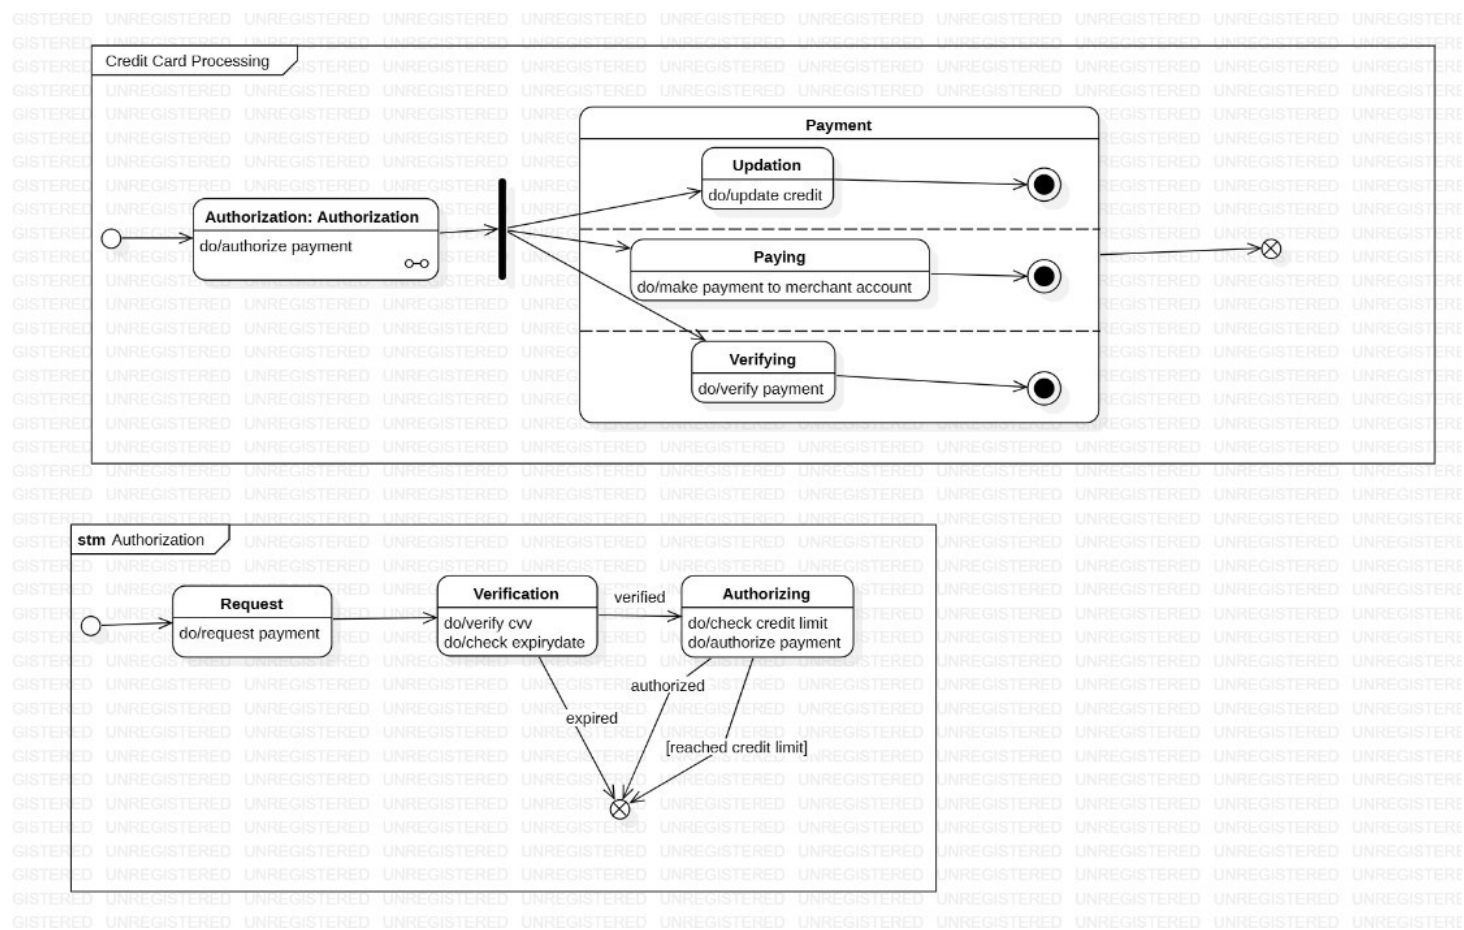 Credit Card Processing
Payment
Updation
do/update credit
Authorization: Authorization
do/authorize payment
Paying
do/make payment to merchant account
Verifying
do/verify payment
stm Authorization
Request
do/request payment
Verification
do/verify cvv
do/check expirydate
verified
Authorizing
do/check credit limit
do/authorize payment
authorized
expired
[reached credit limit]
UNREGISTERED